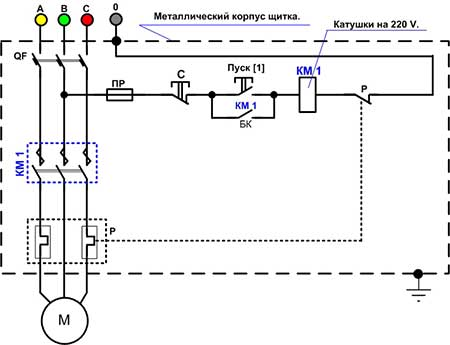 A B C 0
Металлический корпус щитка.
Катушки на 220 V.
QF
ПР
С
Пуск [1]
КМ 1
Р
КМ 1
БК
КМ 1
Р
М